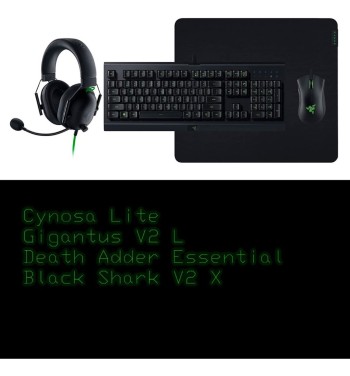 Cynosa Lite
Gigantus V2 L
Death Adder Essential
Black Shark V2 X